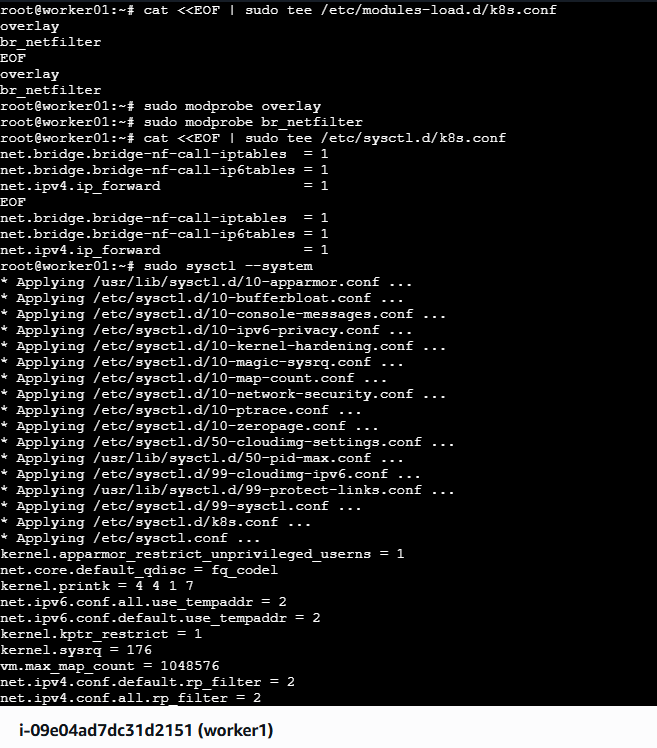 root@worker01:~# cat <<EOF | sudo tee /etc/modules-load.d/k8s.conf
overlay
br_netfilter
EOF
overlay
br_netfilter
root@worker01:~# sudo modprobe overlay
root@worker01:~# sudo modprobe br_netfilter
root@worker01:~# cat <<EOF | sudo tee /etc/sysctl.d/k8s.conf
net.bridge.bridge-nf-call-iptables  = 1
net.bridge.bridge-nf-call-ip6tables = 1
net.ipv4.ip_forward                 = 1
EOF
net.bridge.bridge-nf-call-iptables  = 1
net.bridge.bridge-nf-call-ip6tables = 1
net.ipv4.ip_forward                 = 1
root@worker01:~# sudo sysctl --system
* Applying /usr/lib/sysctl.d/10-apparmor.conf ...
* Applying /etc/sysctl.d/10-bufferbloat.conf ...
* Applying /etc/sysctl.d/10-console-messages.conf ...
* Applying /etc/sysctl.d/10-ipv6-privacy.conf ...
* Applying /etc/sysctl.d/10-kernel-hardening.conf ...
* Applying /etc/sysctl.d/10-magic-sysrq.conf ...
* Applying /etc/sysctl.d/10-map-count.conf ...
* Applying /etc/sysctl.d/10-network-security.conf ...
* Applying /etc/sysctl.d/10-ptrace.conf ...
* Applying /etc/sysctl.d/10-zeropage.conf ...
* Applying /etc/sysctl.d/50-cloudimg-settings.conf ...
* Applying /usr/lib/sysctl.d/50-pid-max.conf ...
* Applying /etc/sysctl.d/99-cloudimg-ipv6.conf ...
* Applying /usr/lib/sysctl.d/99-protect-links.conf ...
* Applying /etc/sysctl.d/99-sysctl.conf ...
* Applying /etc/sysctl.d/k8s.conf ...
* Applying /etc/sysctl.conf ...
kernel.apparmor_restrict_unprivileged_userns = 1
net.core.default_qdisc = fq_codel
kernel.printk = 4 4 1 7
net.ipv6.conf.all.use_tempaddr = 2
net.ipv6.conf.default.use_tempaddr = 2
kernel.kptr_restrict = 1
kernel.sysrq = 176
vm.max_map_count = 1048576
net.ipv4.conf.default.rp_filter = 2
net.ipv4.conf.all.rp_filter = 2
i-09e04ad7dc31d2151 (worker1)